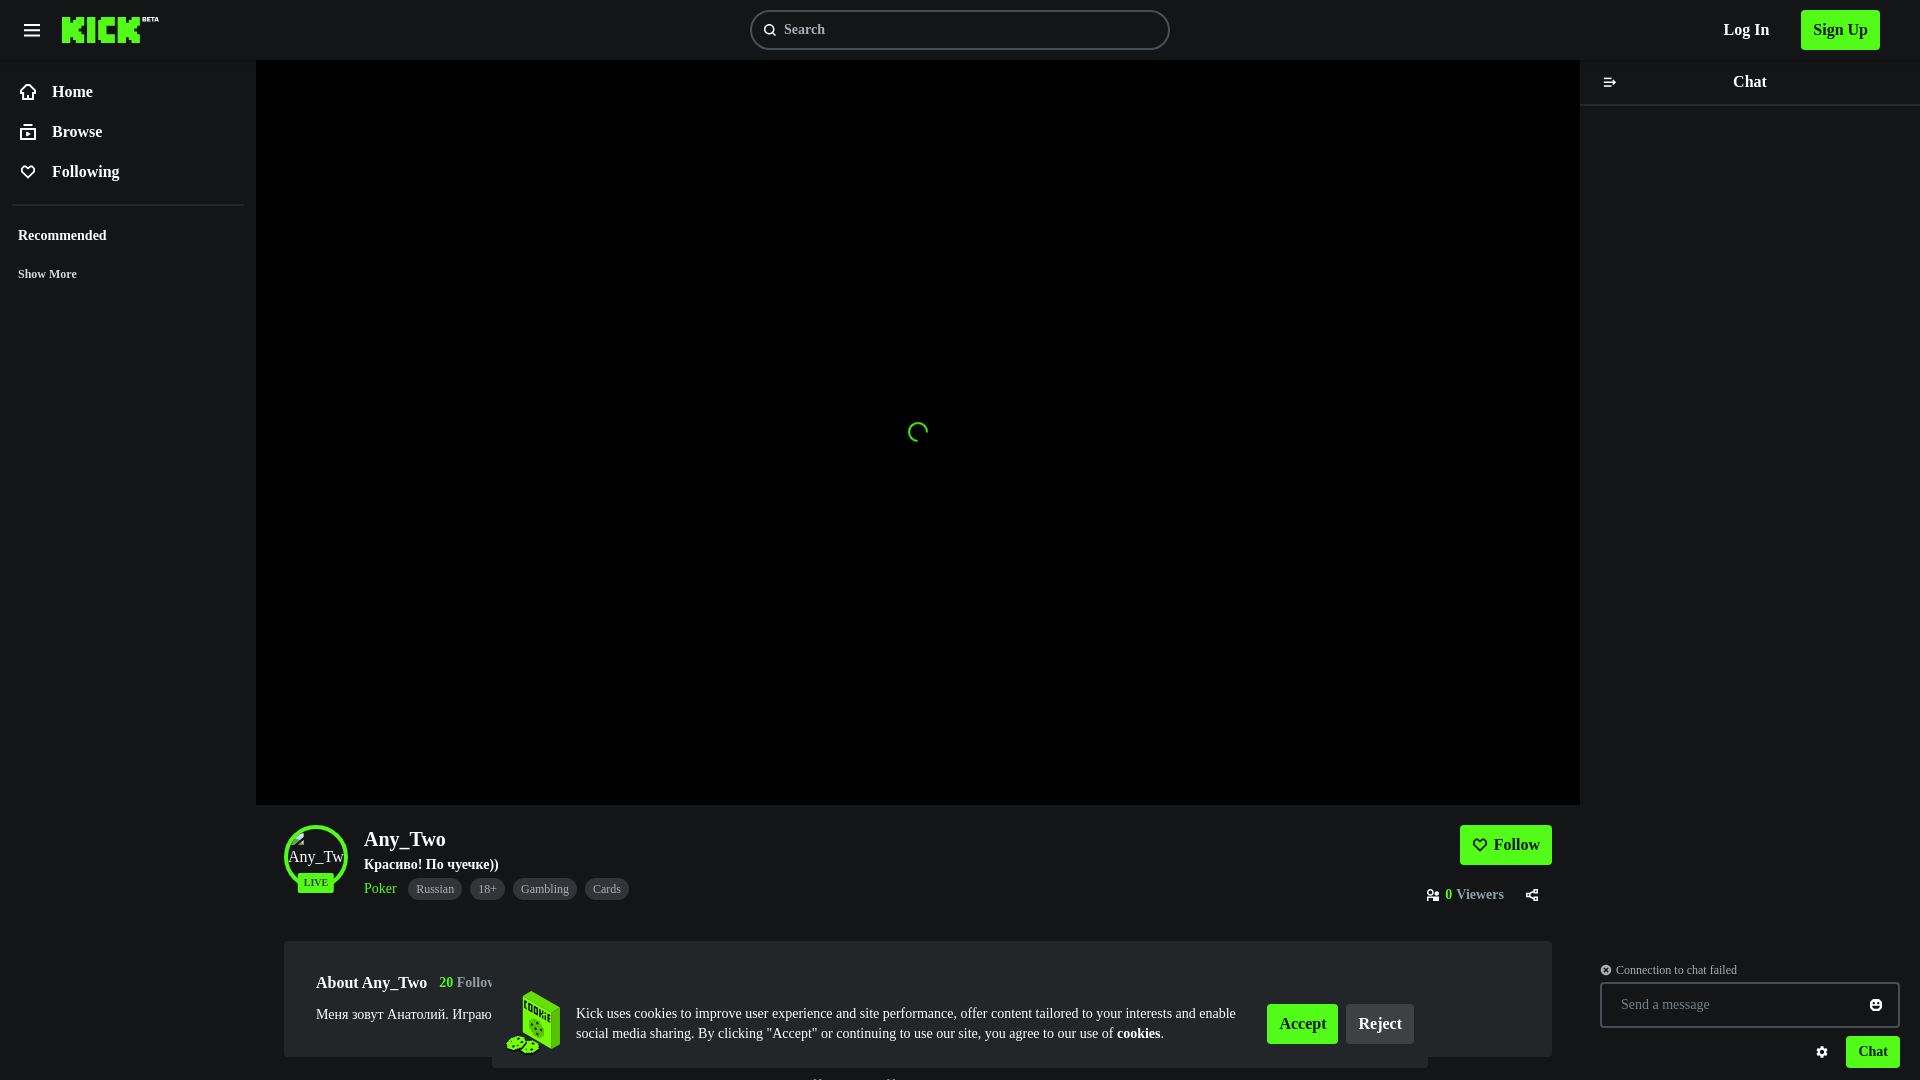 KICK BETA
Search
Log In
Sign Up
Home
Browse
Following
Recommended
Show More
Chat
Any_Tw
LIVE
Any_Two
Красиво! По чуечке))
Poker
Russian
18+
Gambling
Cards
Follow
0 Viewers
About Any_Two
20 Follow
Меня зовут Анатолий. Играю
COOKIE
Kick uses cookies to improve user experience and site performance, offer content tailored to your interests and enable
social media sharing. By clicking "Accept" or continuing to use our site, you agree to our use of cookies.
Accept
Reject
Connection to chat failed
Send a message
Chat